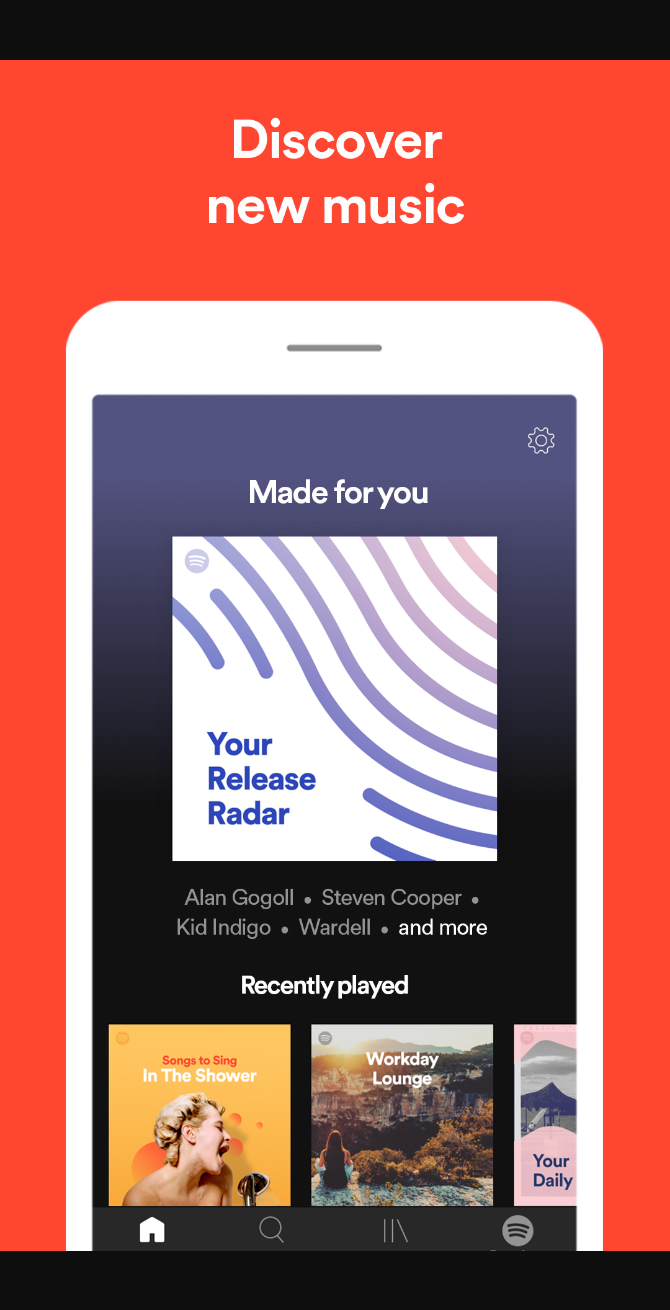 Discover
new music
Made for you
Your
Release
Radar
Alan Gogoll • Steven Cooper •
Kid Indigo • Wardell • and more
Recently played
Songs to Sing
In The Shower
Workday
Lounge
Your
Daily